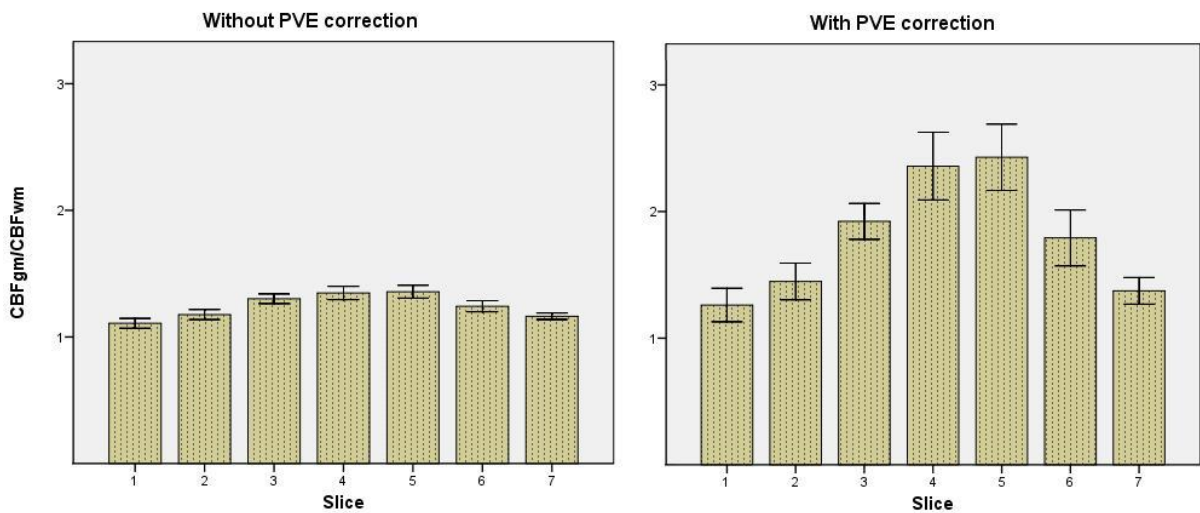 Without PVE correction
With PVE correction
CBFgm/CBFwm
3
2
1
1 2 3 4 5 6 7
Slice
3
2
1
1 2 3 4 5 6 7
Slice